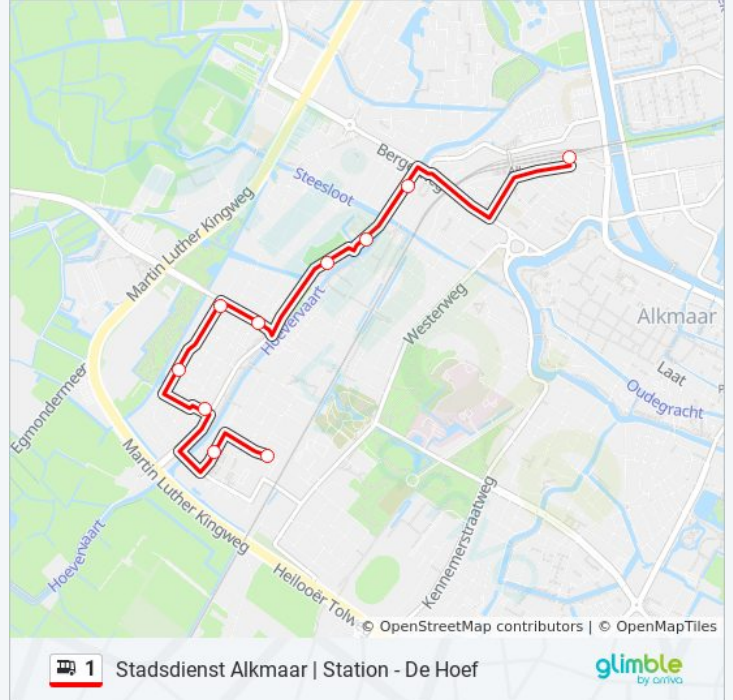 Bergerweg
Steesloot
Martin Luther Kingweg
Hoevervaart
Westerweg
Alkmaar
Laat
Oudegracht
Egmondermeer
Martin Luther Kingweg
Kennemerstraatweg
Hoevervaart
Heilooër Tolw
© OpenStreetMap contributors | © OpenMapTiles
1 Stadsdienst Alkmaar | Station - De Hoef
glimble
by arriva